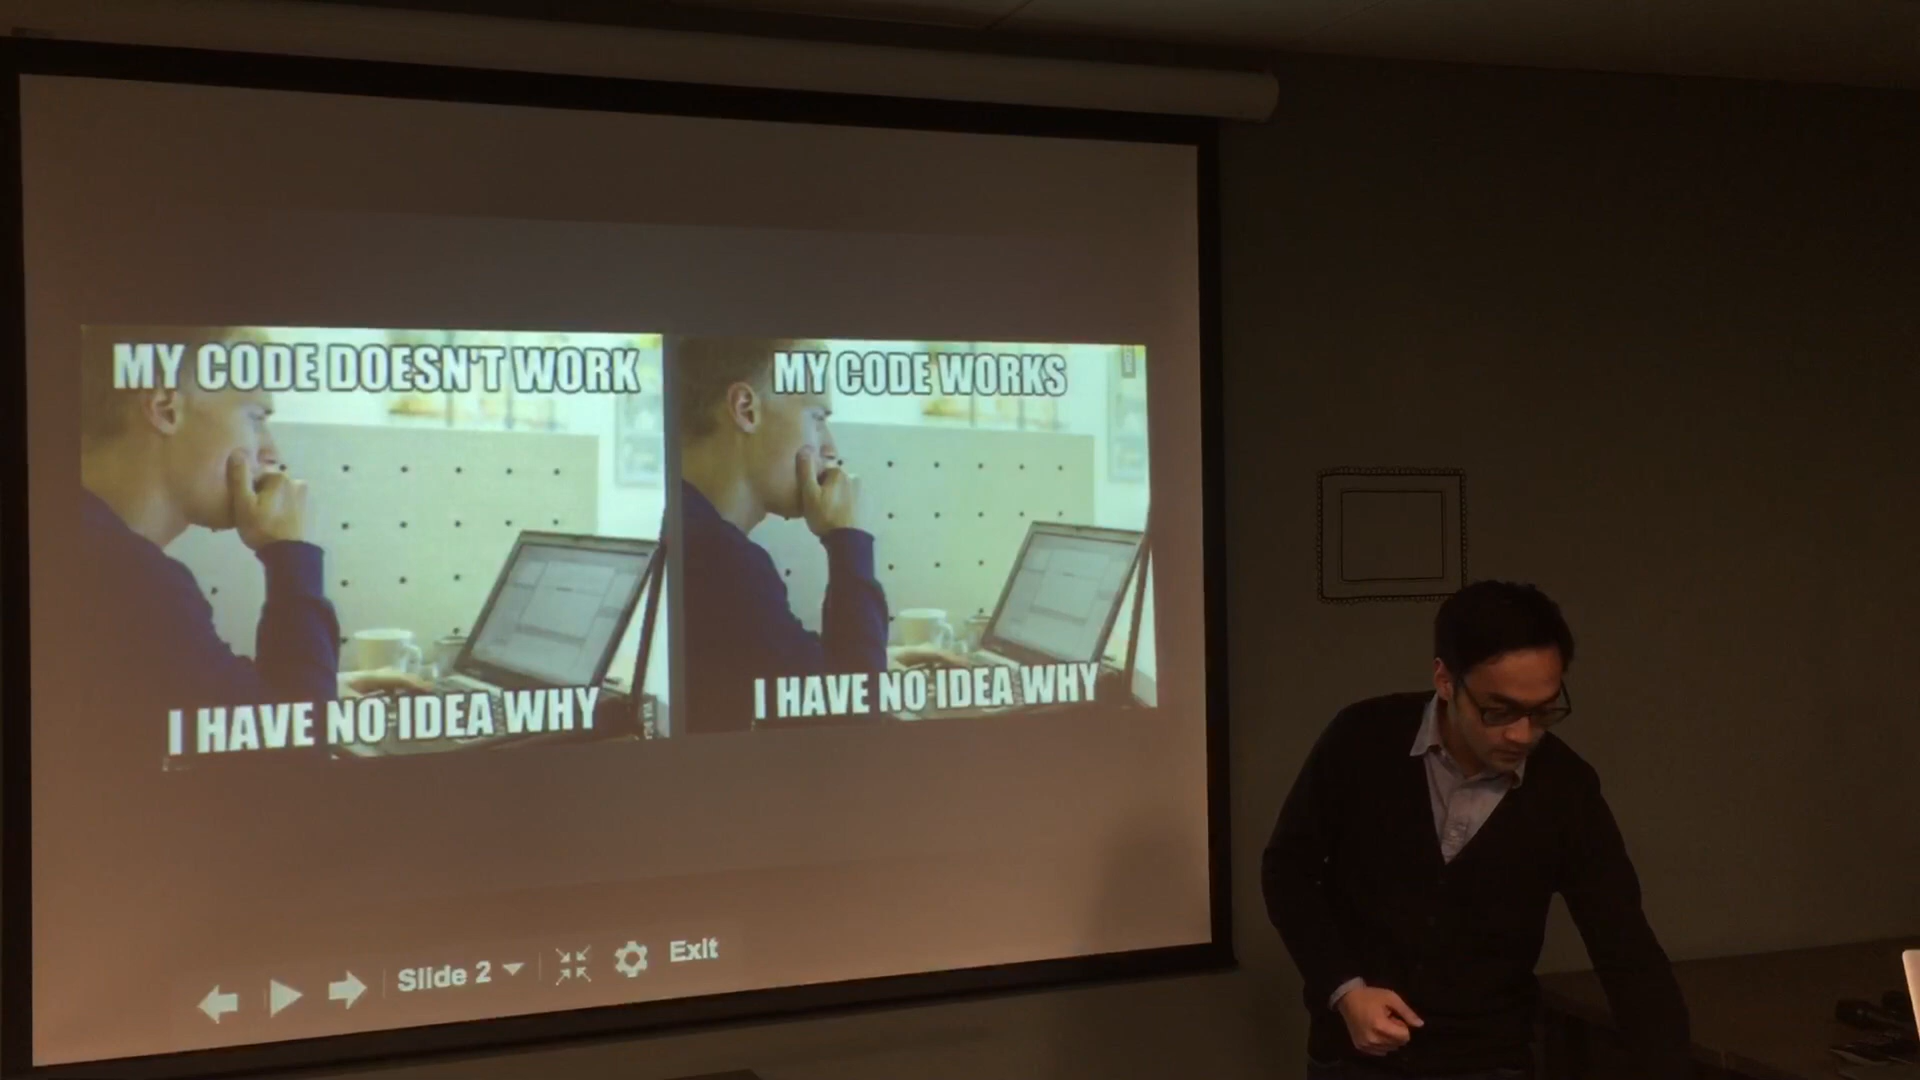 MY CODE DOESN'T WORK
I HAVE NO IDEA WHY
MY CODE WORKS
I HAVE NO IDEA WHY
Slide 2
Exit